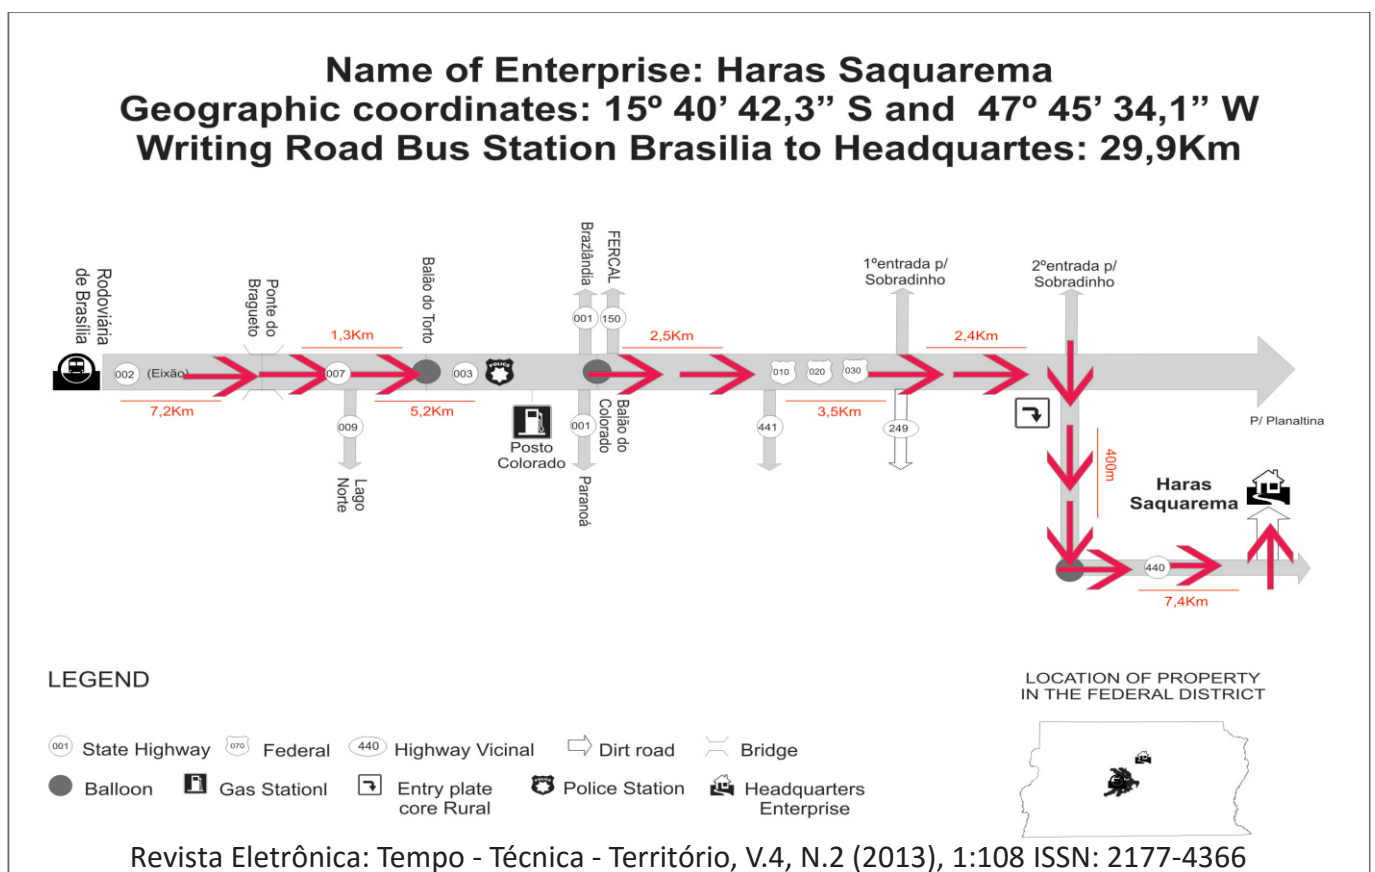 Name of Enterprise: Haras Saquarema
Geographic coordinates: 15º 40’ 42,3” S and 47º 45’ 34,1” W
Writing Road Bus Station Brasilia to Headquartes: 29,9Km
Rodoviária
de Brasília
Ponte do
Bragueto
Balão do Torto
Brazlândia
FERCAL
1ºentrada p/
Sobradinho
2ºentrada p/
Sobradinho
001
150
1,3Km
2,5Km
2,4Km
002
(Eixão)
007
003
POLICE
010
020
030
7,2Km
5,2Km
3,5Km
P/ Planaltina
009
Posto
Colorado
001
Balão do
Colorado
441
249
Lago
Norte
Paranoá
400m
Haras
Saquarema
440
7,4Km
LEGEND
LOCATION OF PROPERTY
IN THE FEDERAL DISTRICT
001 State Highway
070 Federal
440 Highway Vicinal
Dirt road
Bridge
Balloon
Gas Stationl
Entry plate
core Rural
Police Station
Headquarters
Enterprise
Revista Eletrônica: Tempo - Técnica - Território, V.4, N.2 (2013), 1:108 ISSN: 2177-4366